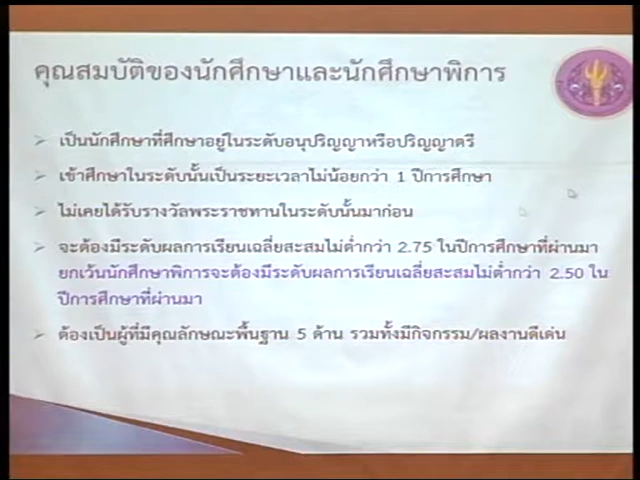 คุณสมบัติของนักศึกษาและนักศึกษาพิการ
➢ เป็นนักศึกษาที่ศึกษาอยู่ในระดับอนุปริญญาหรือปริญญาตรี
➢ เข้าศึกษาในระดับนั้นเป็นระยะเวลาไม่น้อยกว่า 1 ปีการศึกษา
➢ ไม่เคยได้รับรางวัลพระราชทานในระดับนั้นมาก่อน
➢ จะต้องมีระดับผลการเรียนเฉลี่ยสะสมไม่ต่ำกว่า 2.75 ในปีการศึกษาที่ผ่านมา
ยกเว้นนักศึกษาพิการจะต้องมีระดับผลการเรียนเฉลี่ยสะสมไม่ต่ำกว่า 2.50 ใน
ปีการศึกษาที่ผ่านมา
➢ ต้องเป็นผู้ที่มีคุณลักษณะพื้นฐาน 5 ด้าน รวมทั้งมีกิจกรรม/ผลงานดีเด่น